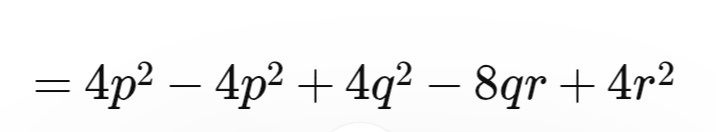 = 4p² − 4p² + 4q² − 8qr + 4r²